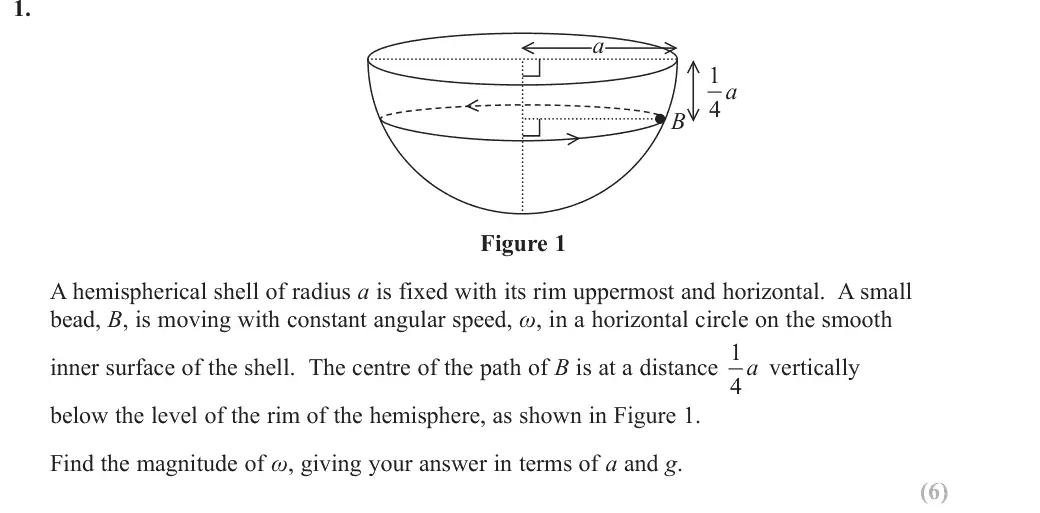 1.
a
1/4 a
B
Figure 1
A hemispherical shell of radius a is fixed with its rim uppermost and horizontal. A small
bead, B, is moving with constant angular speed, ω, in a horizontal circle on the smooth
inner surface of the shell. The centre of the path of B is at a distance 1/4 a vertically
below the level of the rim of the hemisphere, as shown in Figure 1.
Find the magnitude of ω, giving your answer in terms of a and g.
(6)